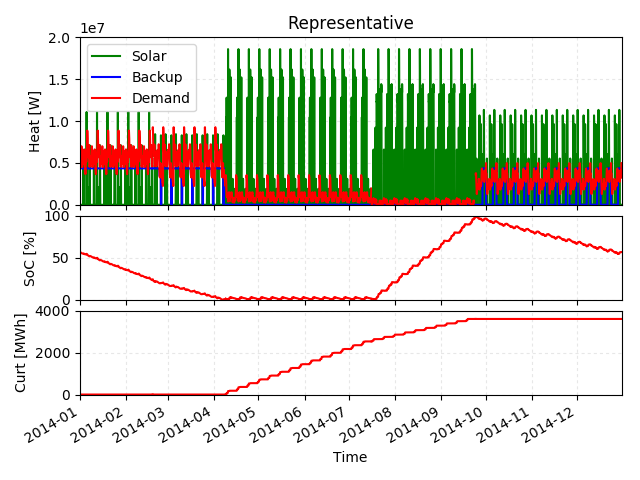 Representative
1e7
2.0
1.5
1.0
0.5
0.0
Heat [W]
Solar
Backup
Demand
100
50
0
SoC [%]
4000
2000
0
Curt [MWh]
2014-01
2014-02
2014-03
2014-04
2014-05
2014-06
2014-07
2014-08
2014-09
2014-10
2014-11
2014-12
Time